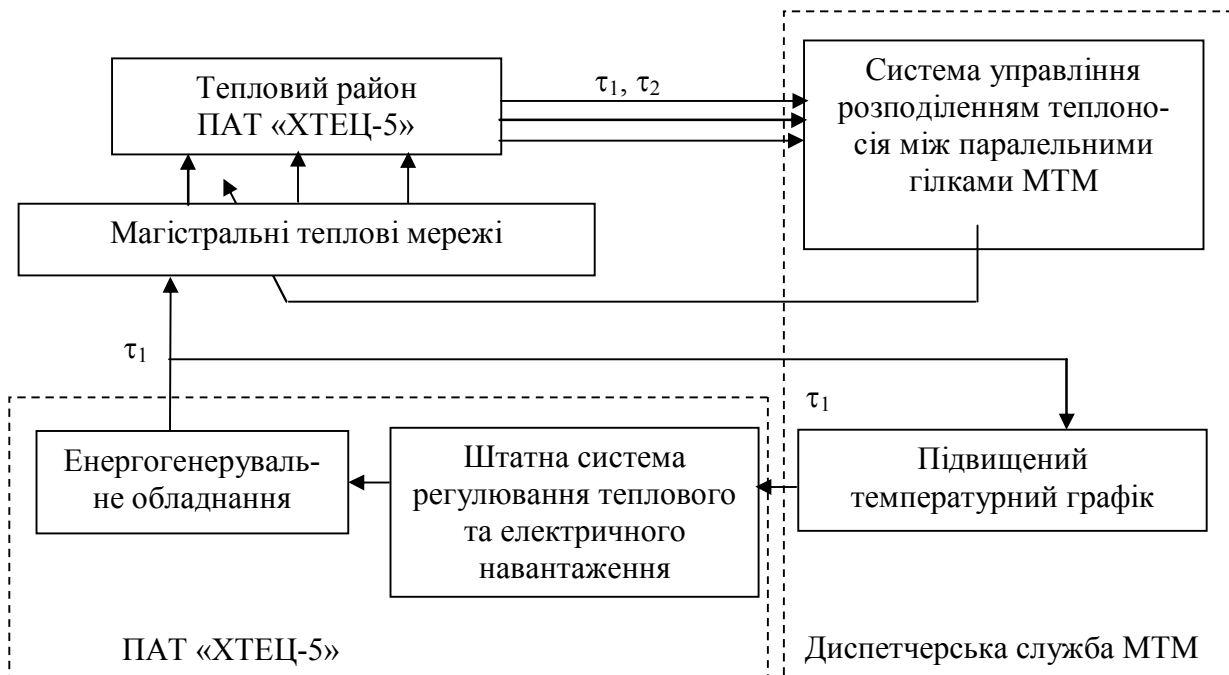 Тепловий район
ПАТ «ХТЕЦ-5»
τ₁, τ₂
Система управління
розподіленням теплоно-
сія між паралельними
гілками МТМ
Магістральні теплові мережі
τ₁
τ₁
Енергогенеруваль-
не обладнання
Штатна система
регулювання теплового
та електричного
навантаження
Підвищений
температурний графік
ПАТ «ХТЕЦ-5»
Диспетчерська служба МТМ